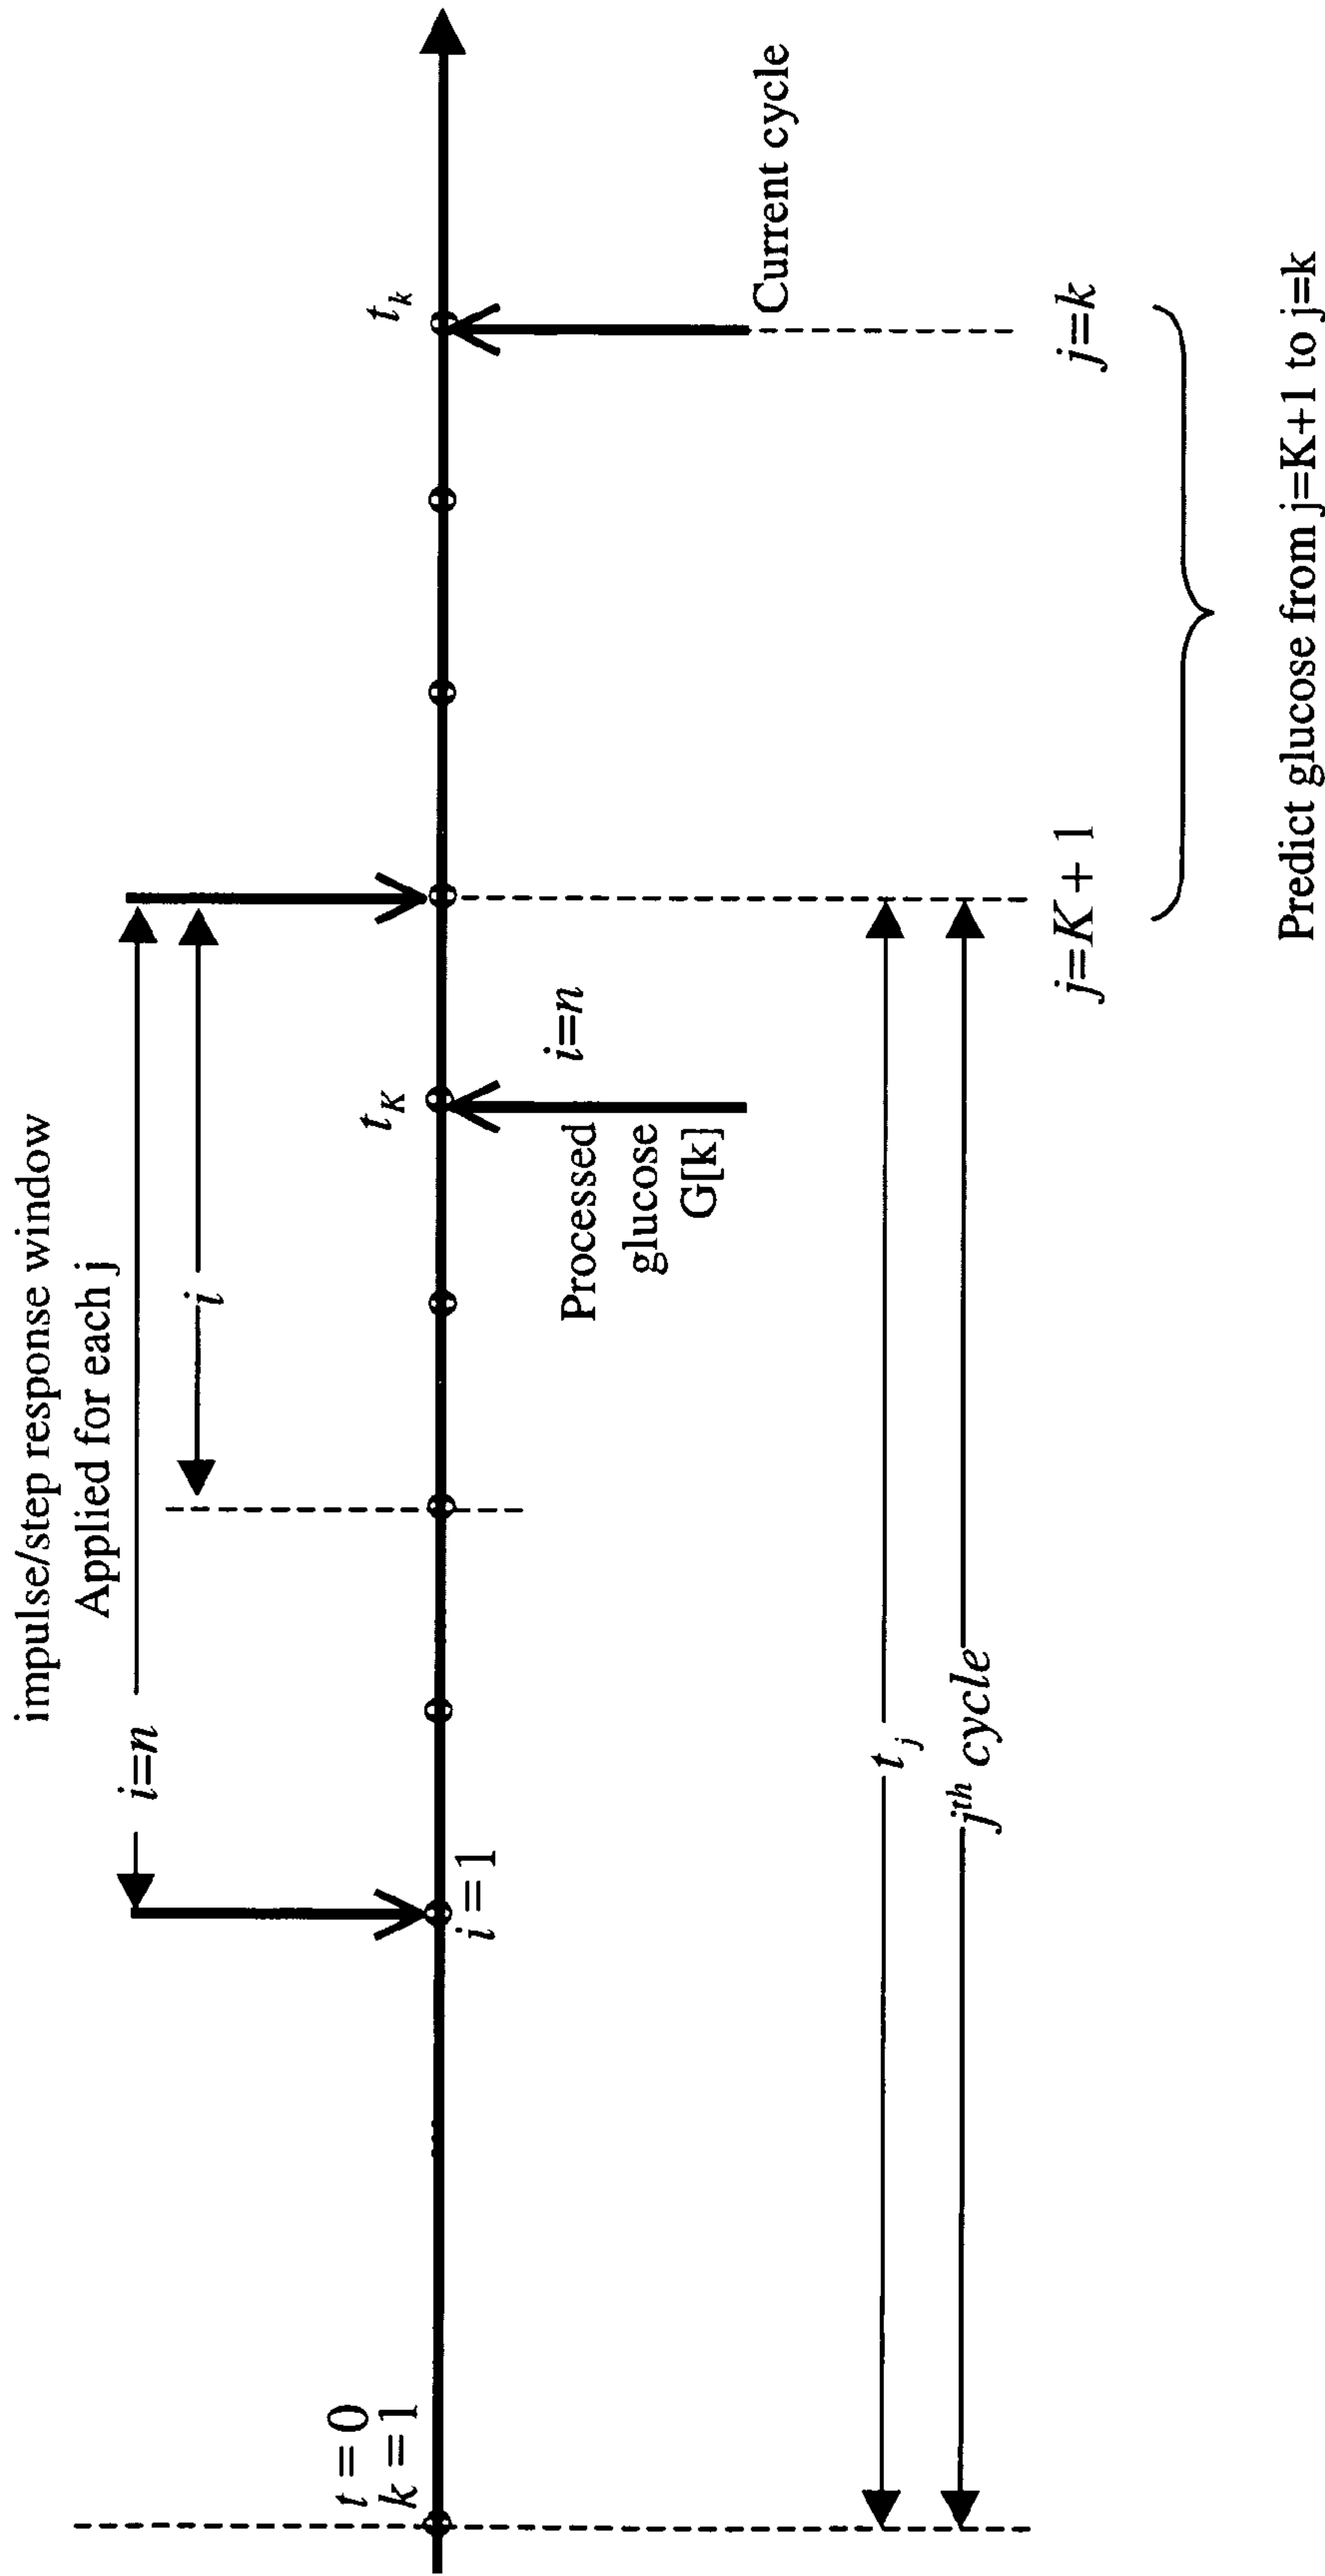 impulse/step response window
Applied for each j
i=n
i
t = 0
k = 1
t_K
t_k
i = 1
i=n
Processed
glucose
G[k]
Current cycle
t_j
j^th cycle
j=K + 1
j=k
Predict glucose from j=K+1 to j=k